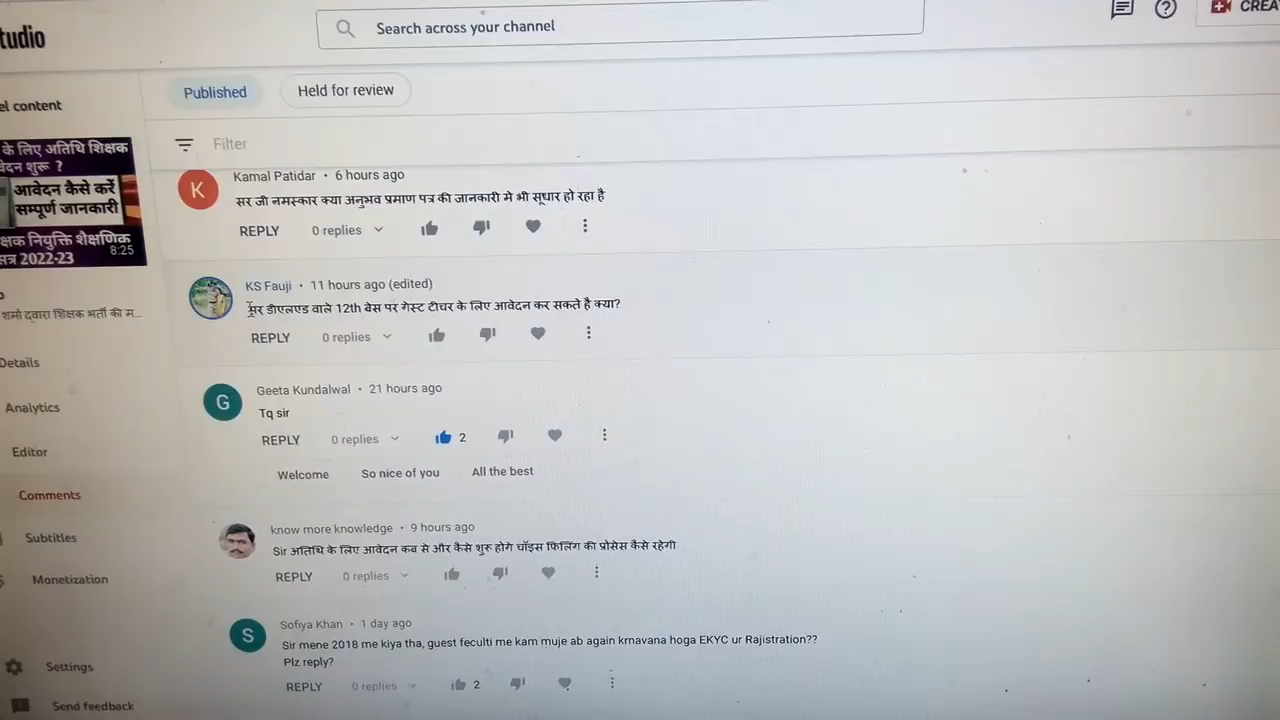 tudio
Search across your channel
CREA
el content
Published
Held for review
Filter
के लिए अतिथि शिक्षक
वेदन शुरू ?
आवेदन कैसे करें
सम्पूर्ण जानकारी
क्षक नियुक्ति शैक्षणिक
सत्र 2022-23
8:25
शर्मा द्वारा शिक्षक भर्ती की म...
Details
Analytics
Editor
Comments
Subtitles
Monetization
Settings
Send feedback
K
Kamal Patidar • 6 hours ago
सर जी नमस्कार क्या अनुभव प्रमाण पत्र की जानकारी मे भी सूधार हो रहा है
REPLY 0 replies
KS Fauji • 11 hours ago (edited)
सर डीएलएड वाले 12th बेस पर गेस्ट टीचर के लिए आवेदन कर सकते है क्या?
REPLY 0 replies
G
Geeta Kundalwal • 21 hours ago
Tq sir
REPLY 0 replies 2
Welcome So nice of you All the best
know more knowledge • 9 hours ago
Sir अतिथि के लिए आवेदन कब से और कैसे शुरू होगे चॉइस फिलिंग की प्रोसेस कैसे रहेगी
REPLY 0 replies
S
Sofiya Khan • 1 day ago
Sir mene 2018 me kiya tha, guest feculti me kam muje ab again krnavana hoga EKYC ur Rajistration??
Plz reply?
REPLY 0 replies 2